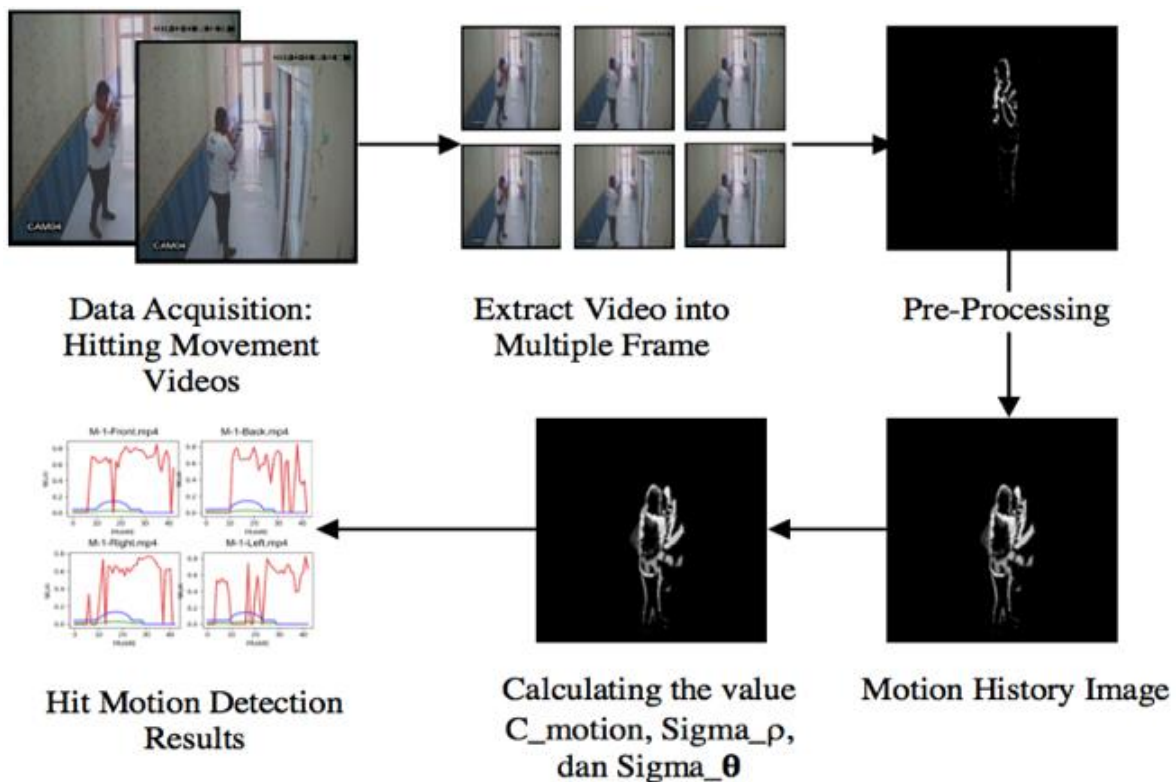 CAM04
CAM04
Data Acquisition:
Hitting Movement
Videos
Extract Video into
Multiple Frame
Pre-Processing
M-1-Front.mp4
M-1-Back.mp4
M-1-Right.mp4
M-1-Left.mp4
Hit Motion Detection
Results
Calculating the value
C_motion, Sigma_ρ,
dan Sigma_θ
Motion History Image